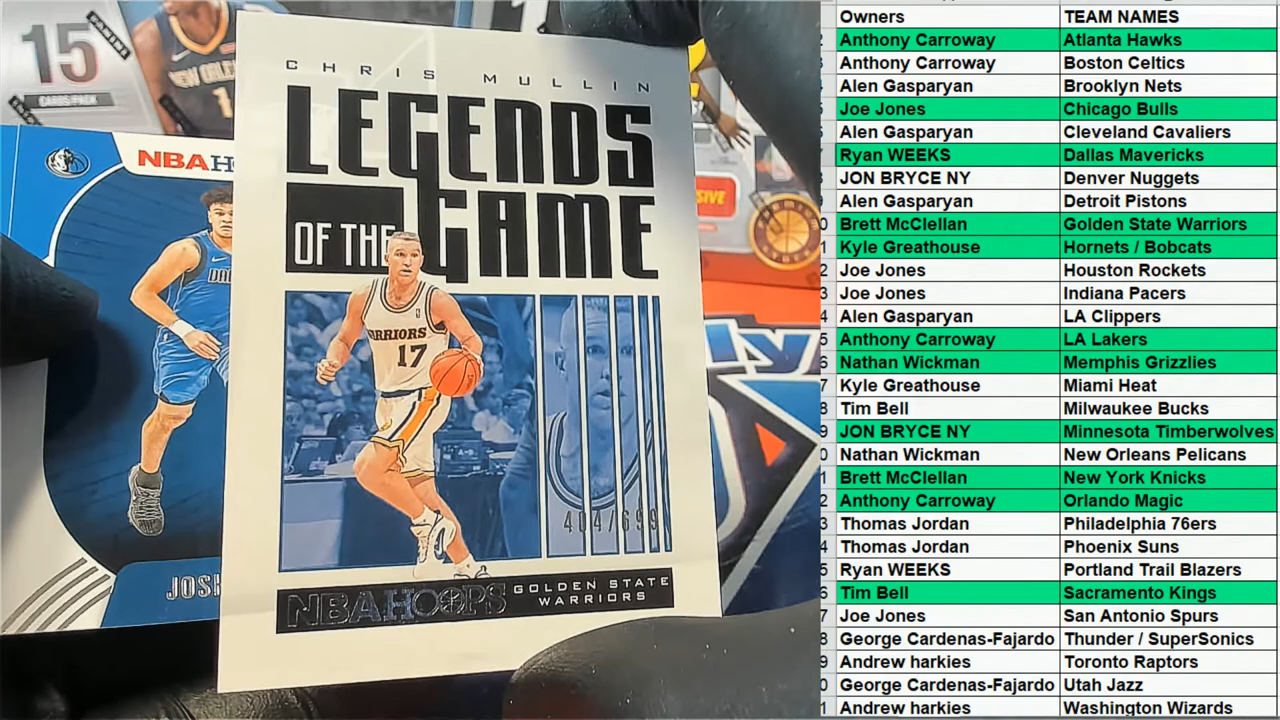 15
CARDS/PACK
PANINI
NEW ORL
1
NBA H
DAL
JOSH
CHRIS MULLIN
LEGENDS
OF THE GAME
WARRIORS
17
404/699
NBA HOOPS
GOLDEN STATE
WARRIORS
SIVE
Owners TEAM NAMES
Anthony Carroway Atlanta Hawks
Anthony Carroway Boston Celtics
Alen Gasparyan Brooklyn Nets
Joe Jones Chicago Bulls
Alen Gasparyan Cleveland Cavaliers
Ryan WEEKS Dallas Mavericks
JON BRYCE NY Denver Nuggets
Alen Gasparyan Detroit Pistons
Brett McClellan Golden State Warriors
Kyle Greathouse Hornets / Bobcats
Joe Jones Houston Rockets
Joe Jones Indiana Pacers
Alen Gasparyan LA Clippers
Anthony Carroway LA Lakers
Nathan Wickman Memphis Grizzlies
Kyle Greathouse Miami Heat
Tim Bell Milwaukee Bucks
JON BRYCE NY Minnesota Timberwolves
Nathan Wickman New Orleans Pelicans
Brett McClellan New York Knicks
Anthony Carroway Orlando Magic
Thomas Jordan Philadelphia 76ers
Thomas Jordan Phoenix Suns
Ryan WEEKS Portland Trail Blazers
Tim Bell Sacramento Kings
Joe Jones San Antonio Spurs
George Cardenas-Fajardo Thunder / SuperSonics
Andrew harkies Toronto Raptors
George Cardenas-Fajardo Utah Jazz
Andrew harkies Washington Wizards